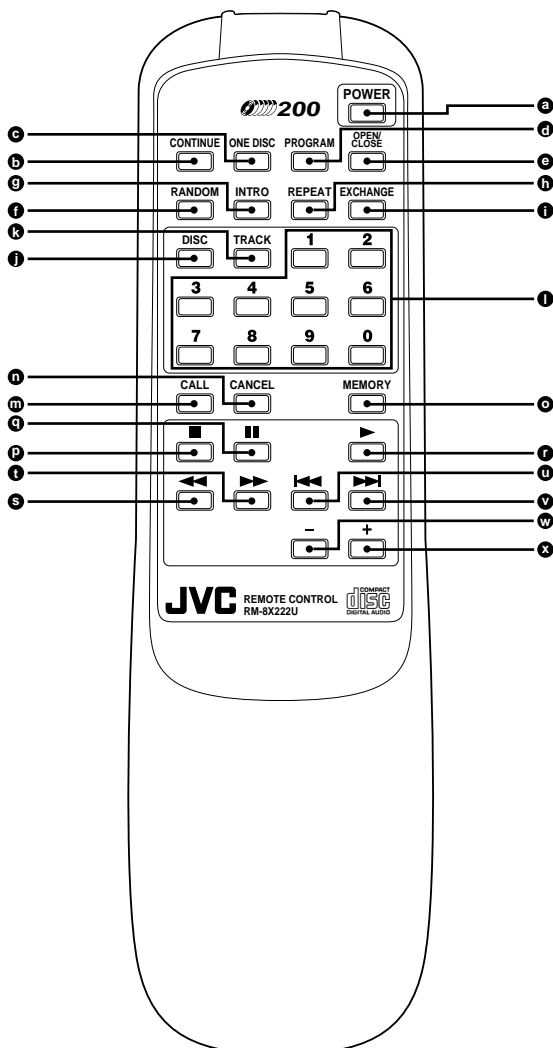 POWER
200
a
CONTINUE ONE DISC PROGRAM OPEN/
CLOSE
c
d
b
e
RANDOM INTRO REPEAT EXCHANGE
g
h
f
i
DISC TRACK 1 2
k
j
3 4 5 6
l
7 8 9 0
CALL CANCEL MEMORY
n
m
o
q
p
r
t
u
s
v
− +
w
x
JVC REMOTE CONTROL
RM-8X222U
COMPACT
disc
DIGITAL AUDIO